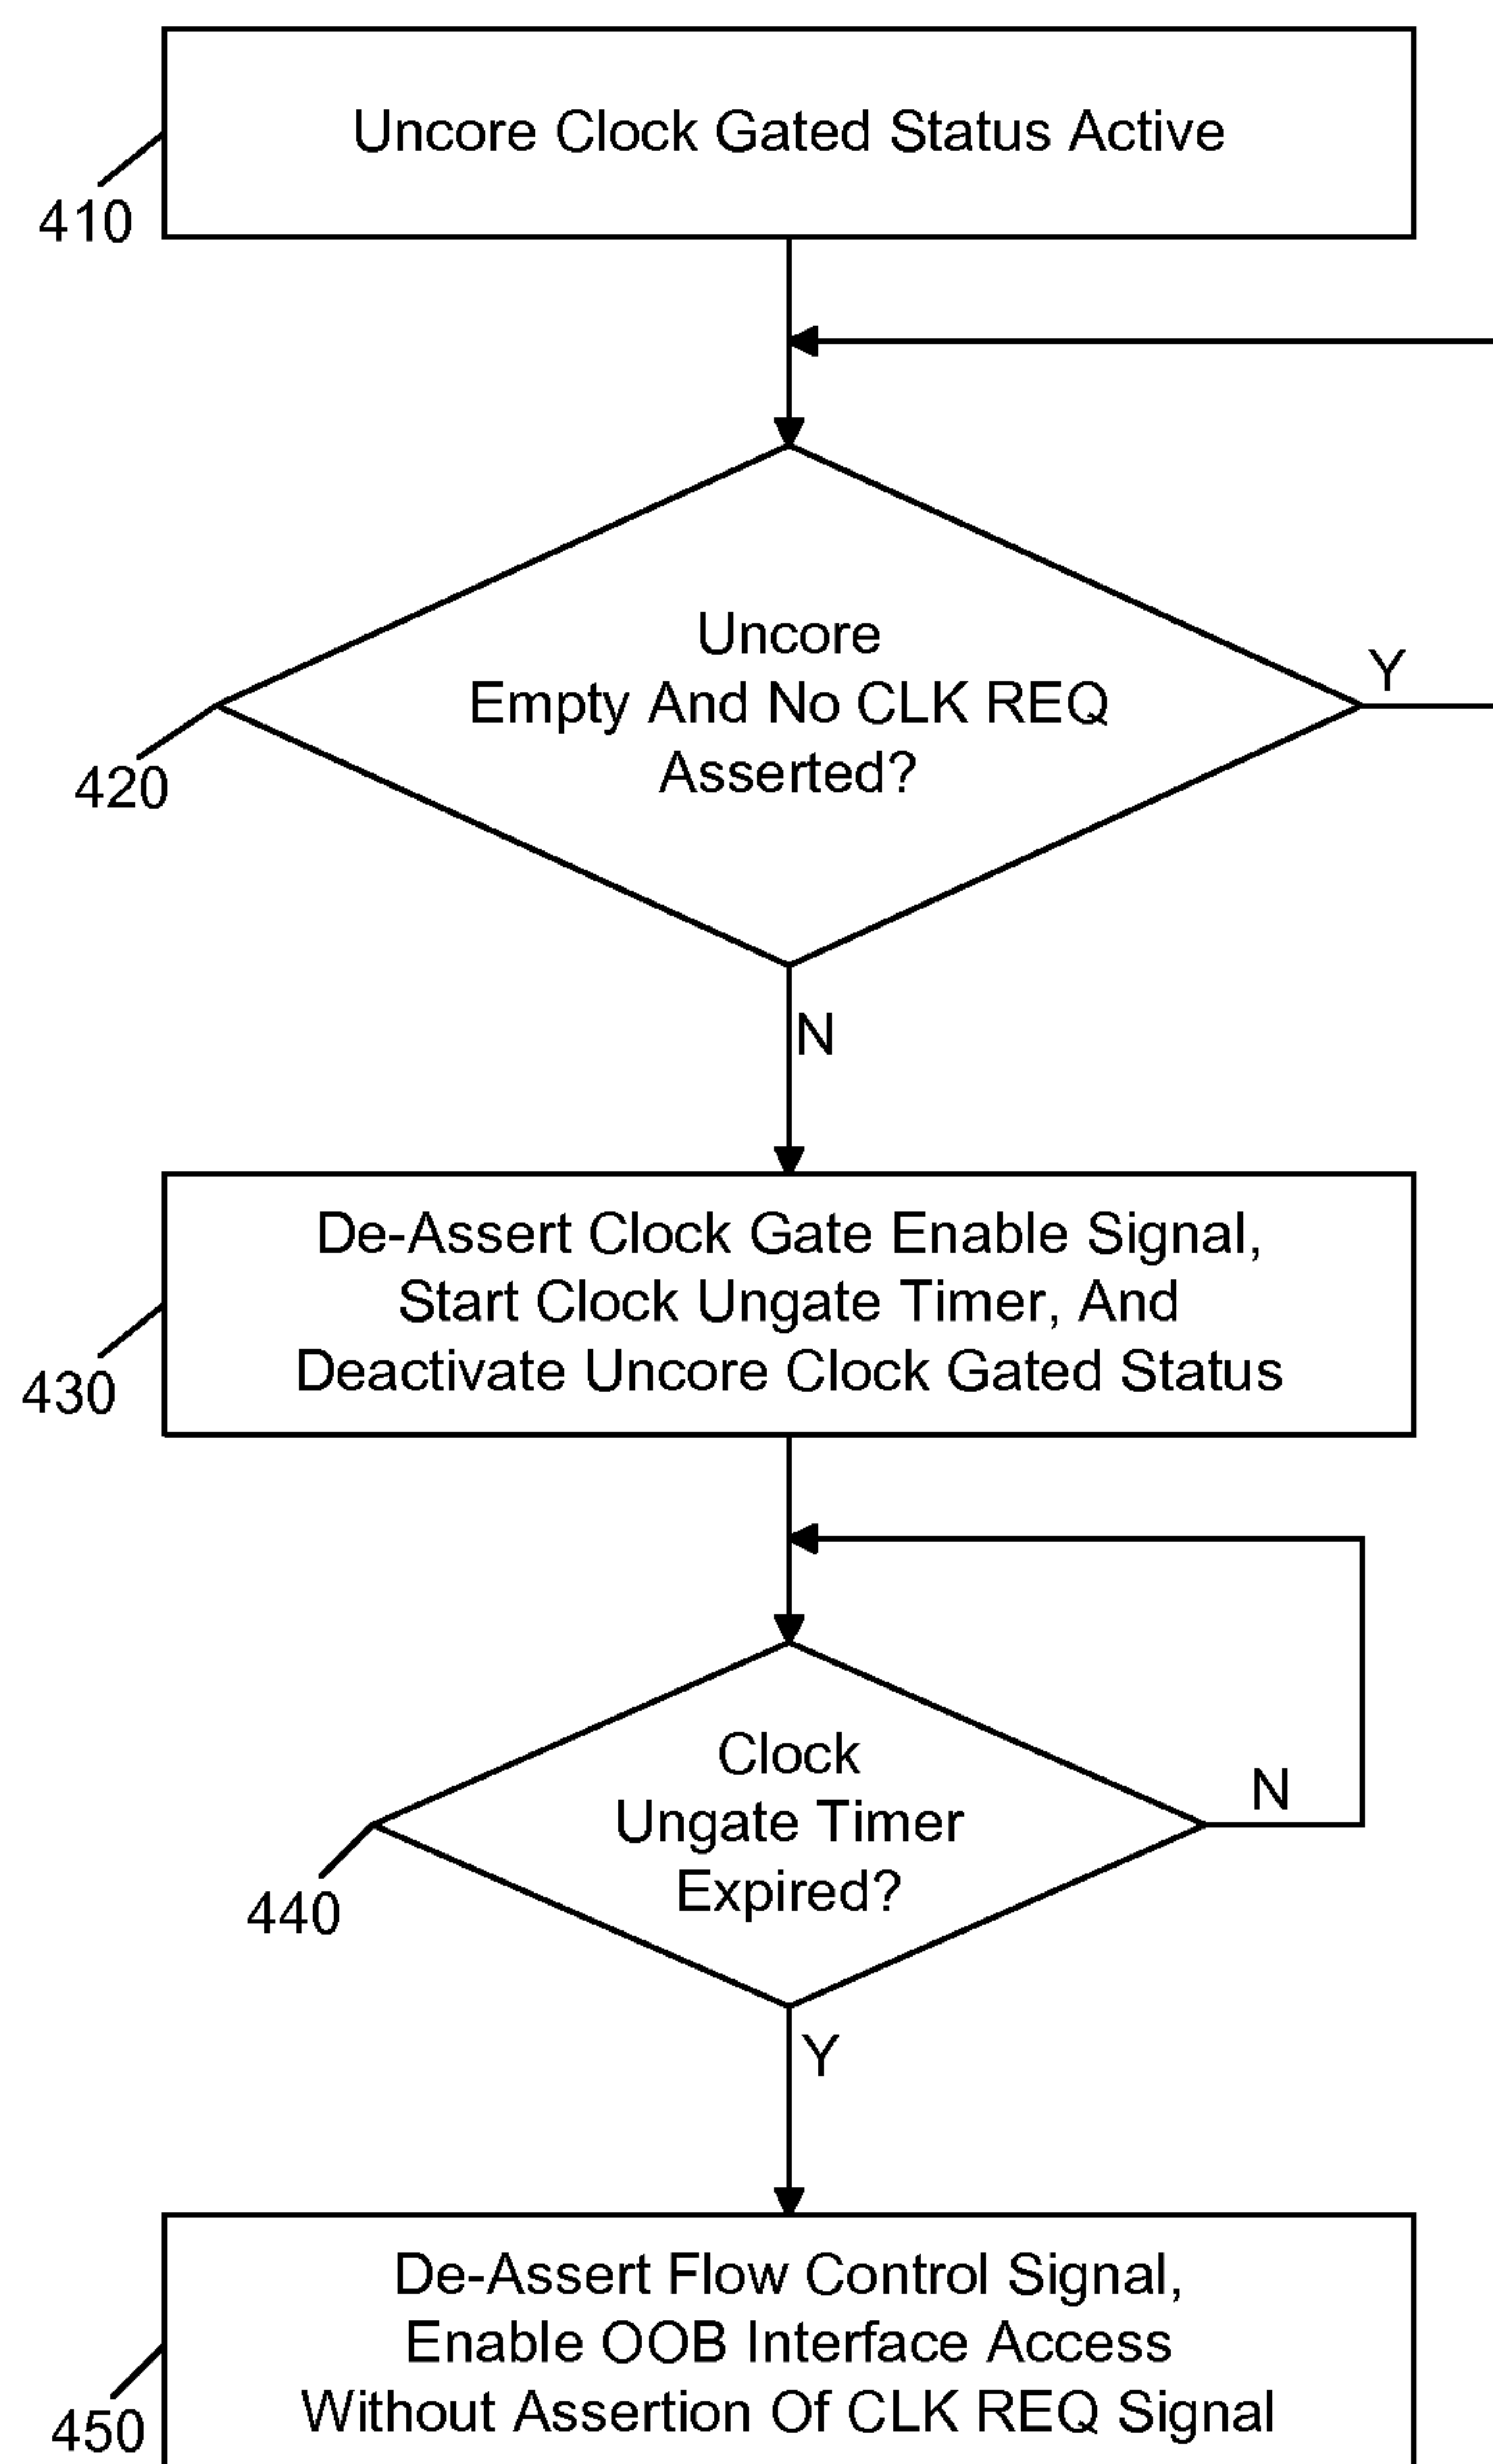 Uncore Clock Gated Status Active
410
Uncore
Empty And No CLK REQ
Asserted?
Y
420
N
De-Assert Clock Gate Enable Signal,
Start Clock Ungate Timer, And
Deactivate Uncore Clock Gated Status
430
Clock
Ungate Timer
Expired?
N
440
Y
De-Assert Flow Control Signal,
Enable OOB Interface Access
Without Assertion Of CLK REQ Signal
450